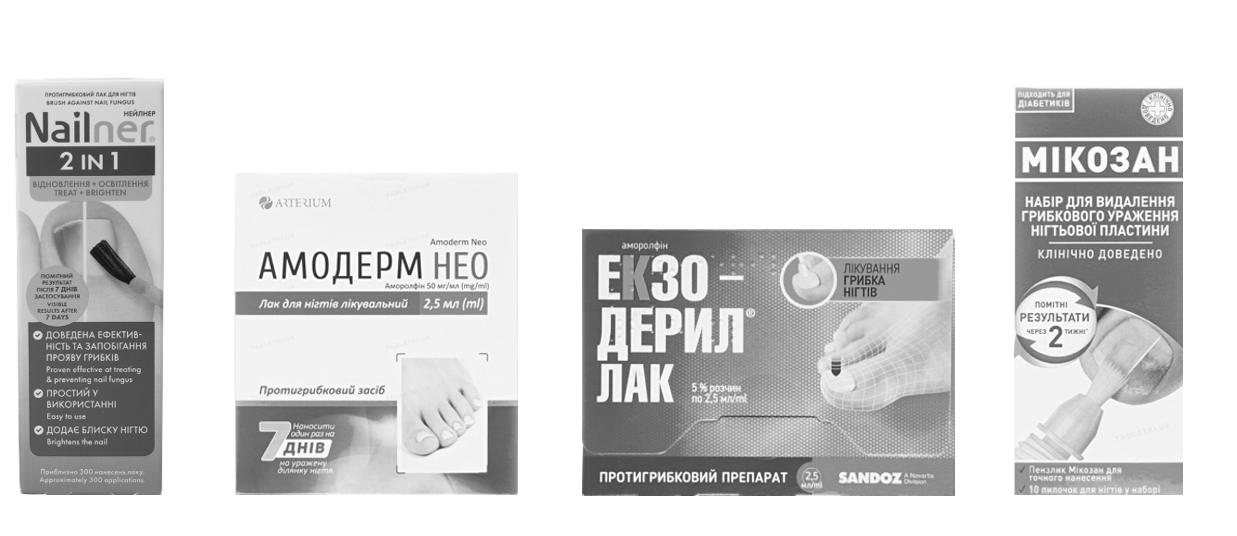 ПРОТИГРИБКОВИЙ ЛАК ДЛЯ НІГТІВ
BRUSH AGAINST NAIL FUNGUS
НЕЙЛНЕР
Nailner®
2 IN 1
ВІДНОВЛЕННЯ + ОСВІТЛЕННЯ
TREAT + BRIGHTEN
ПОМІТНИЙ
РЕЗУЛЬТАТ
ПІСЛЯ 7 ДНІВ
ЗАСТОСУВАННЯ
VISIBLE
RESULTS AFTER
7 DAYS
ДОВЕДЕНА ЕФЕКТИВ-
НІСТЬ ТА ЗАПОБІГАННЯ
ПРОЯВУ ГРИБКІВ
Proven effective at treating
& preventing nail fungus
ПРОСТИЙ У
ВИКОРИСТАННІ
Easy to use
ДОДАЄ БЛИСКУ НІГТЮ
Brightens the nail
Приблизно 300 нанесень лаку.
Approximately 300 applications.
ARTERIUM
Amoderm Neo
АМОДЕРМ НЕО
Аморолфін 50 мг/мл (mg/ml)
Лак для нігтів лікувальний 2,5 мл (ml)
Протигрибковий засіб
7 ДНІВ
Наносити
один раз на
на уражену
ділянку нігтя
аморолфін
ЕКЗО –
ДЕРИЛ®
ЛАК
5 % розчин
по 2,5 мл/ml
ЛІКУВАННЯ
ГРИБКА
НІГТІВ
ПРОТИГРИБКОВИЙ ПРЕПАРАТ
2,5
мл/ml
SANDOZ A Novartis
Division
ПІДХОДИТЬ ДЛЯ
ДІАБЕТИКІВ
КЛІНІЧНО
ДОВЕДЕНО
МІКОЗАН
НАБІР ДЛЯ ВИДАЛЕННЯ
ГРИБКОВОГО УРАЖЕННЯ
НІГТЬОВОЇ ПЛАСТИНИ
КЛІНІЧНО ДОВЕДЕНО
ПОМІТНІ
РЕЗУЛЬТАТИ
ЧЕРЕЗ 2 ТИЖНІ*
Пензлик Мікозан для
точного нанесення
10 пилочок для нігтів у наборі